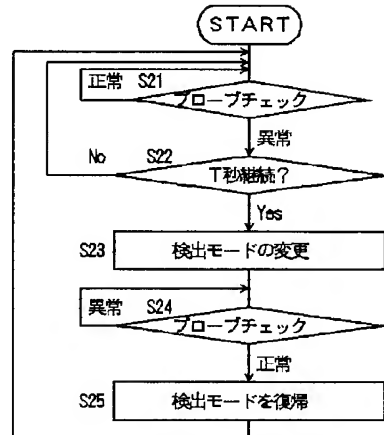 START
正常 S21
プローブチェック
異常
No S22
T秒継続?
Yes
S23 検出モードの変更
異常 S24
プローブチェック
正常
S25 検出モードを復帰